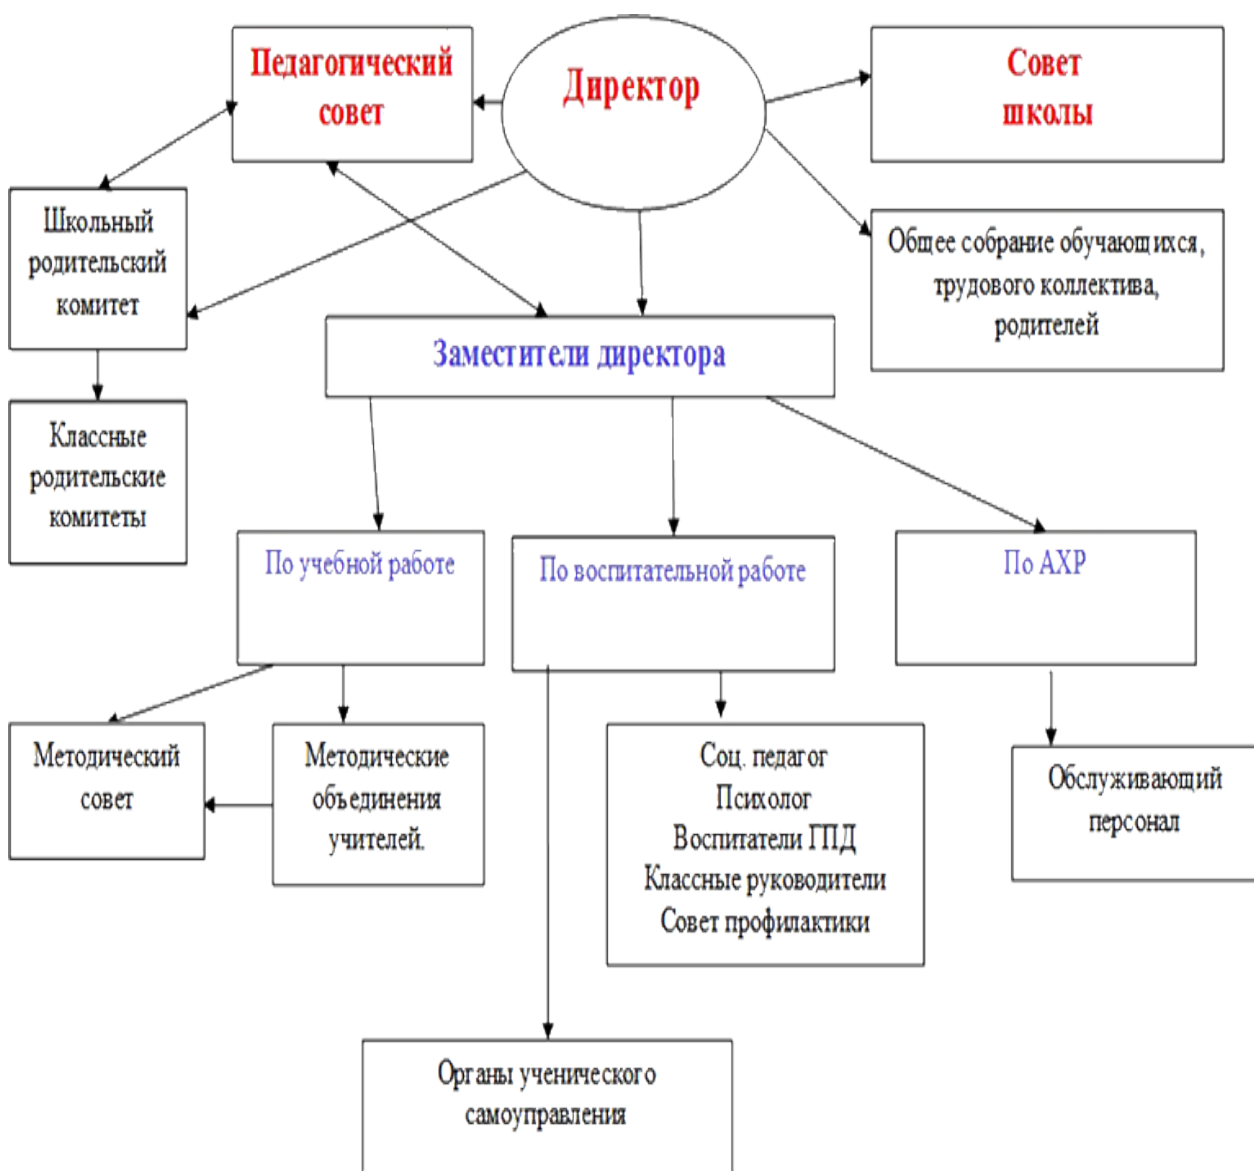 Педагогический
совет
Директор
Совет
школы
Школьный
родительский
комитет
Общее собрание обучающихся,
трудового коллектива,
родителей
Заместители директора
Классные
родительские
комитеты
По учебной работе
По воспитательной работе
По АХР
Методический
совет
Методические
объединения
учителей.
Соц. педагог
Психолог
Воспитатели ГПД
Классные руководители
Совет профилактики
Обслуживающий
персонал
Органы ученического
самоуправления